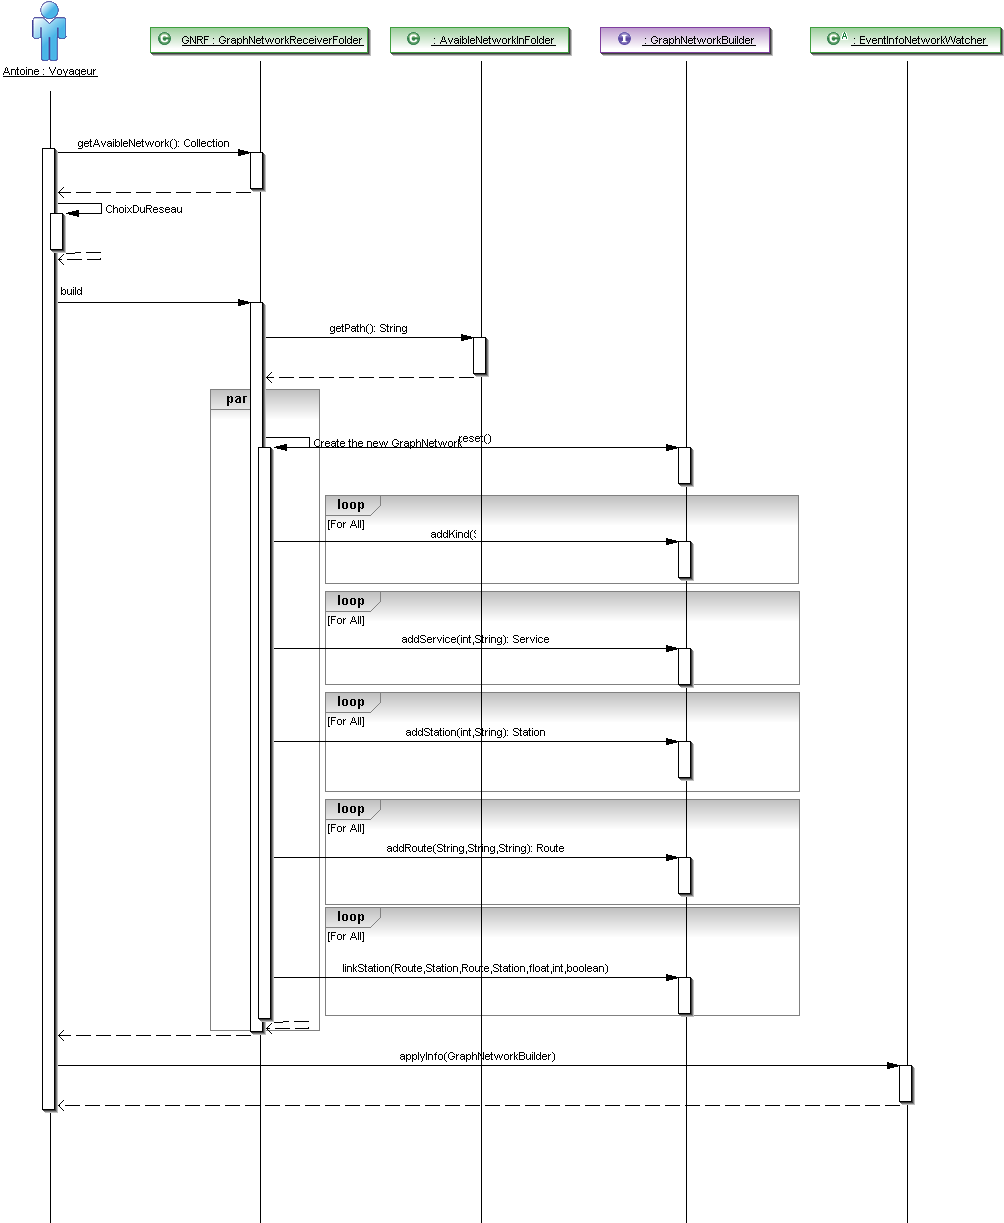 Antoine : Voyageur
C GNRF : GraphNetworkReceiverFolder
C : AvaibleNetworkInFolder
I : GraphNetworkBuilder
C A : EventInfoNetworkWatcher
getAvaibleNetwork(): Collection
ChoixDuReseau
build
getPath(): String
par
reset()
Create the new GraphNetwork
loop
[For All]
addKind(
loop
[For All]
addService(int,String): Service
loop
[For All]
addStation(int,String): Station
loop
[For All]
addRoute(String,String,String): Route
loop
[For All]
linkStation(Route,Station,Route,Station,float,int,boolean)
applyInfo(GraphNetworkBuilder)